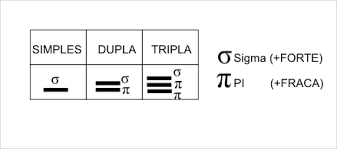 SIMPLES DUPLA TRIPLA
σ σ σ
π π
π
σ Sigma (+FORTE)
π PI (+FRACA)